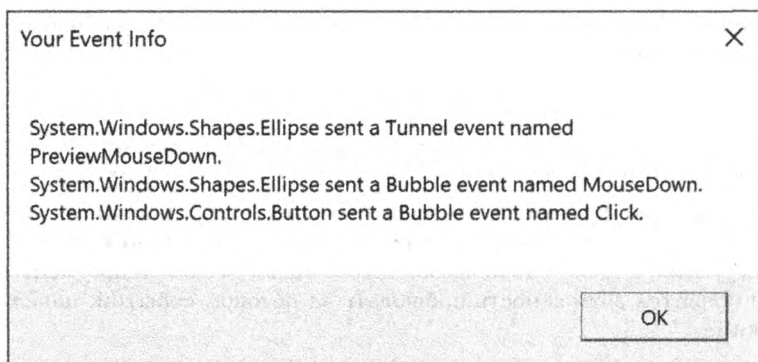 Your Event Info
System.Windows.Shapes.Ellipse sent a Tunnel event named
PreviewMouseDown.
System.Windows.Shapes.Ellipse sent a Bubble event named MouseDown.
System.Windows.Controls.Button sent a Bubble event named Click.
OK